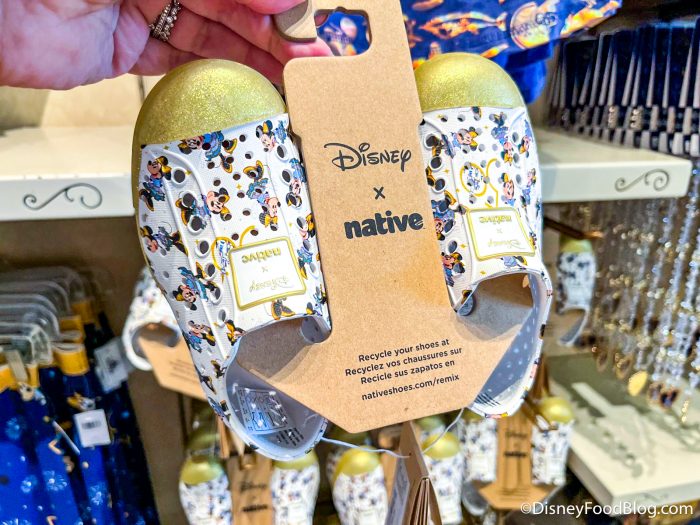 Disney
x
native
Recycle your shoes at
Recyclez vos chaussures sur
Recicle sus zapatos en
nativeshoes.com/remix
Disney
x
native
Disney
x
native
Disney
©DisneyFoodBlog.com